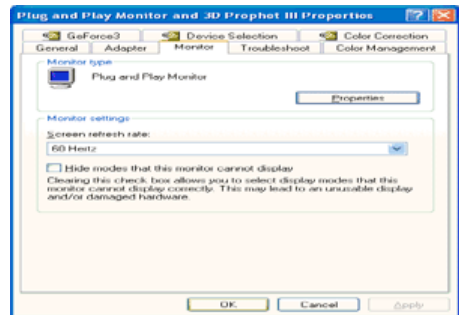 Plug and Play Monitor and 3D Prophet III Properties
GeForce3 Device Selection Color Correction
General Adapter Monitor Troubleshoot Color Management
Monitor type
Plug and Play Monitor
Properties
Monitor settings
Screen refresh rate:
60 Hertz
Hide modes that this monitor cannot display
Clearing this check box allows you to select display modes that this
monitor cannot display correctly. This may lead to an unusable display
and/or damaged hardware.
OK Cancel Apply